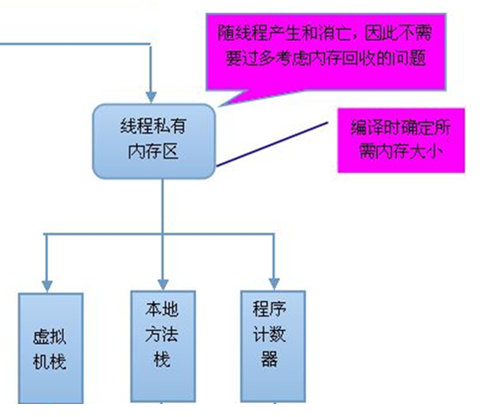 随线程产生和消亡，因此不需
要过多考虑内存回收的问题
线程私有
内存区
编译时确定所
需内存大小
虚拟
机栈
本地
方法
栈
程序
计数
器